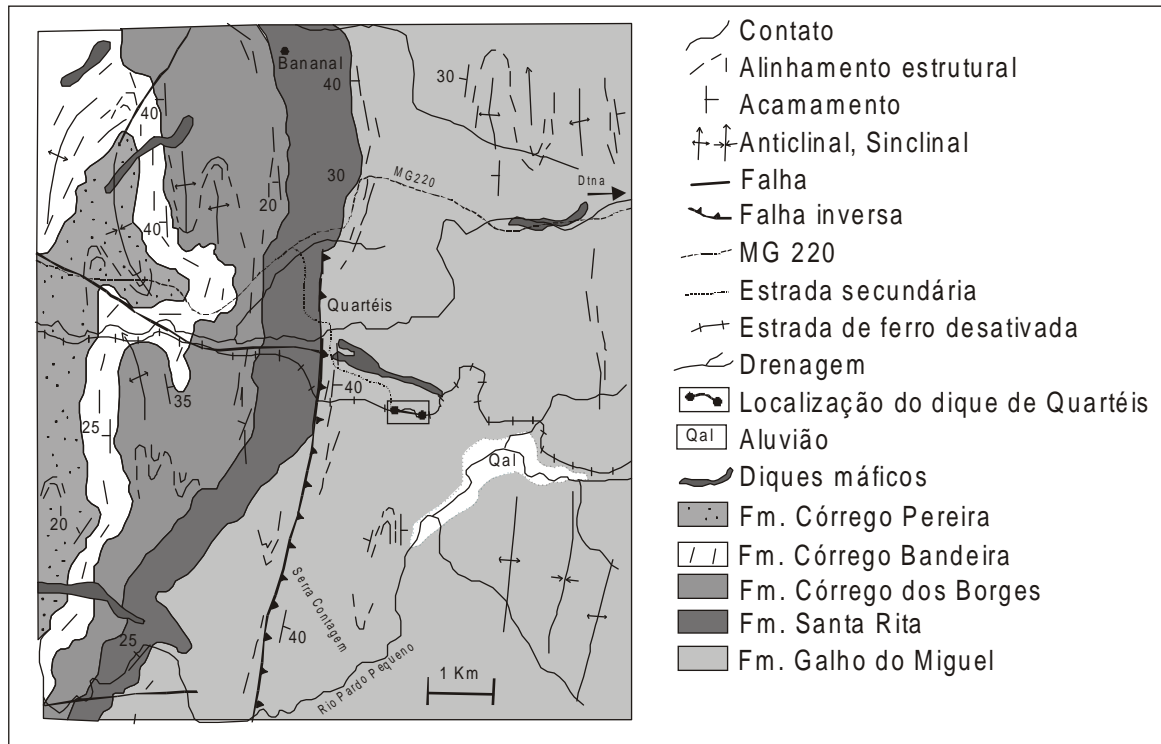 Bananal
40
30
40
Dtna
MG220
30
20
40
Quartéis
40
35
25
Qal
20
Serra Contagem
40
25
Rio Pardo Pequeno
1 Km
Contato
Alinhamento estrutural
Acamamento
Anticlinal, Sinclinal
Falha
Falha inversa
MG 220
Estrada secundária
Estrada de ferro desativada
Drenagem
Localização do dique de Quartéis
Qal Aluvião
Diques máficos
Fm. Córrego Pereira
Fm. Córrego Bandeira
Fm. Córrego dos Borges
Fm. Santa Rita
Fm. Galho do Miguel